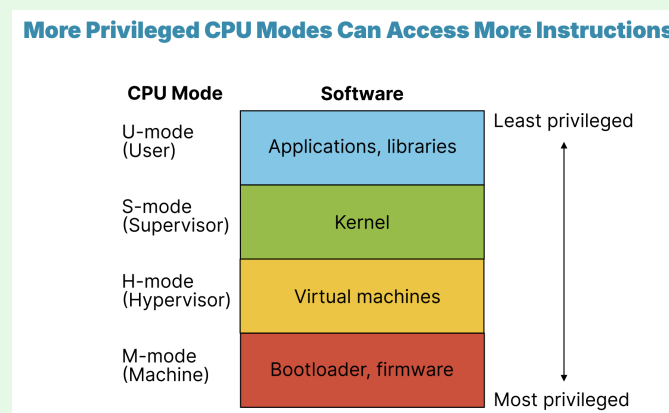 More Privileged CPU Modes Can Access More Instructions
CPU Mode
Software
U-mode
(User)
Applications, libraries
Least privileged
S-mode
(Supervisor)
Kernel
H-mode
(Hypervisor)
Virtual machines
M-mode
(Machine)
Bootloader, firmware
Most privileged